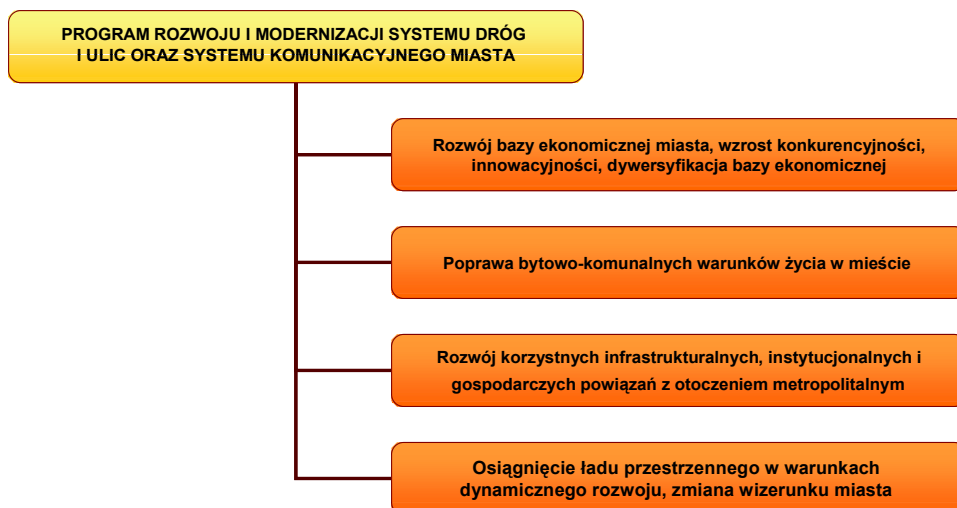 PROGRAM ROZWOJU I MODERNIZACJI SYSTEMU DRÓG
I ULIC ORAZ SYSTEMU KOMUNIKACYJNEGO MIASTA
Rozwój bazy ekonomicznej miasta, wzrost konkurencyjności,
innowacyjności, dywersyfikacja bazy ekonomicznej
Poprawa bytowo-komunalnych warunków życia w mieście
Rozwój korzystnych infrastrukturalnych, instytucjonalnych i
gospodarczych powiązań z otoczeniem metropolitalnym
Osiągnięcie ładu przestrzennego w warunkach
dynamicznego rozwoju, zmiana wizerunku miasta